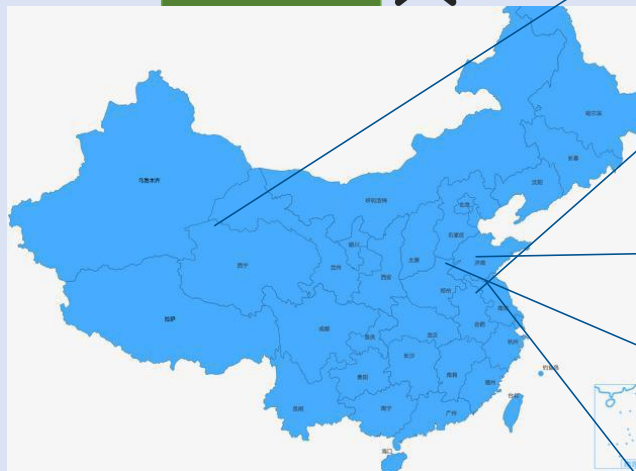 哈尔滨
长春
乌鲁木齐
沈阳
呼和浩特
北京
石家庄
银川
太原
济南
西宁
兰州
西安
郑州
南京
合肥
拉萨
成都
武汉
杭州
重庆
长沙
南昌
贵阳
福州
钓鱼岛
台北
昆明
南宁
广州
海口